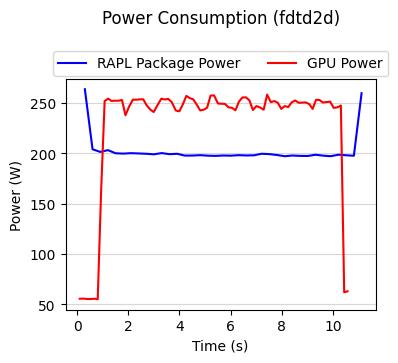 Power Consumption (fdtd2d)
RAPL Package Power GPU Power
250
200
150
100
50
Power (W)
0 2 4 6 8 10
Time (s)